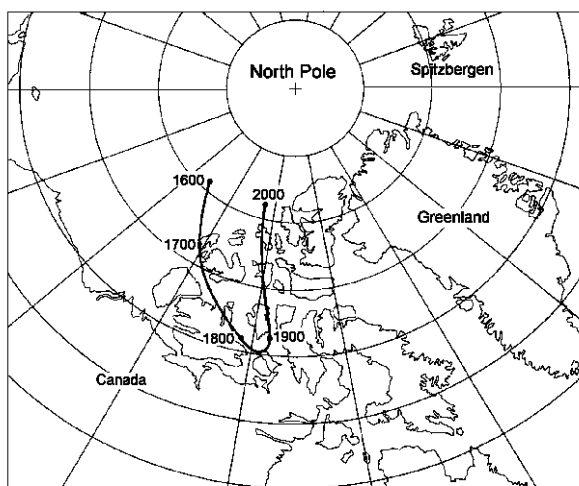 North Pole
Spitzbergen
1600
2000
Greenland
1700
1800
1900
Canada